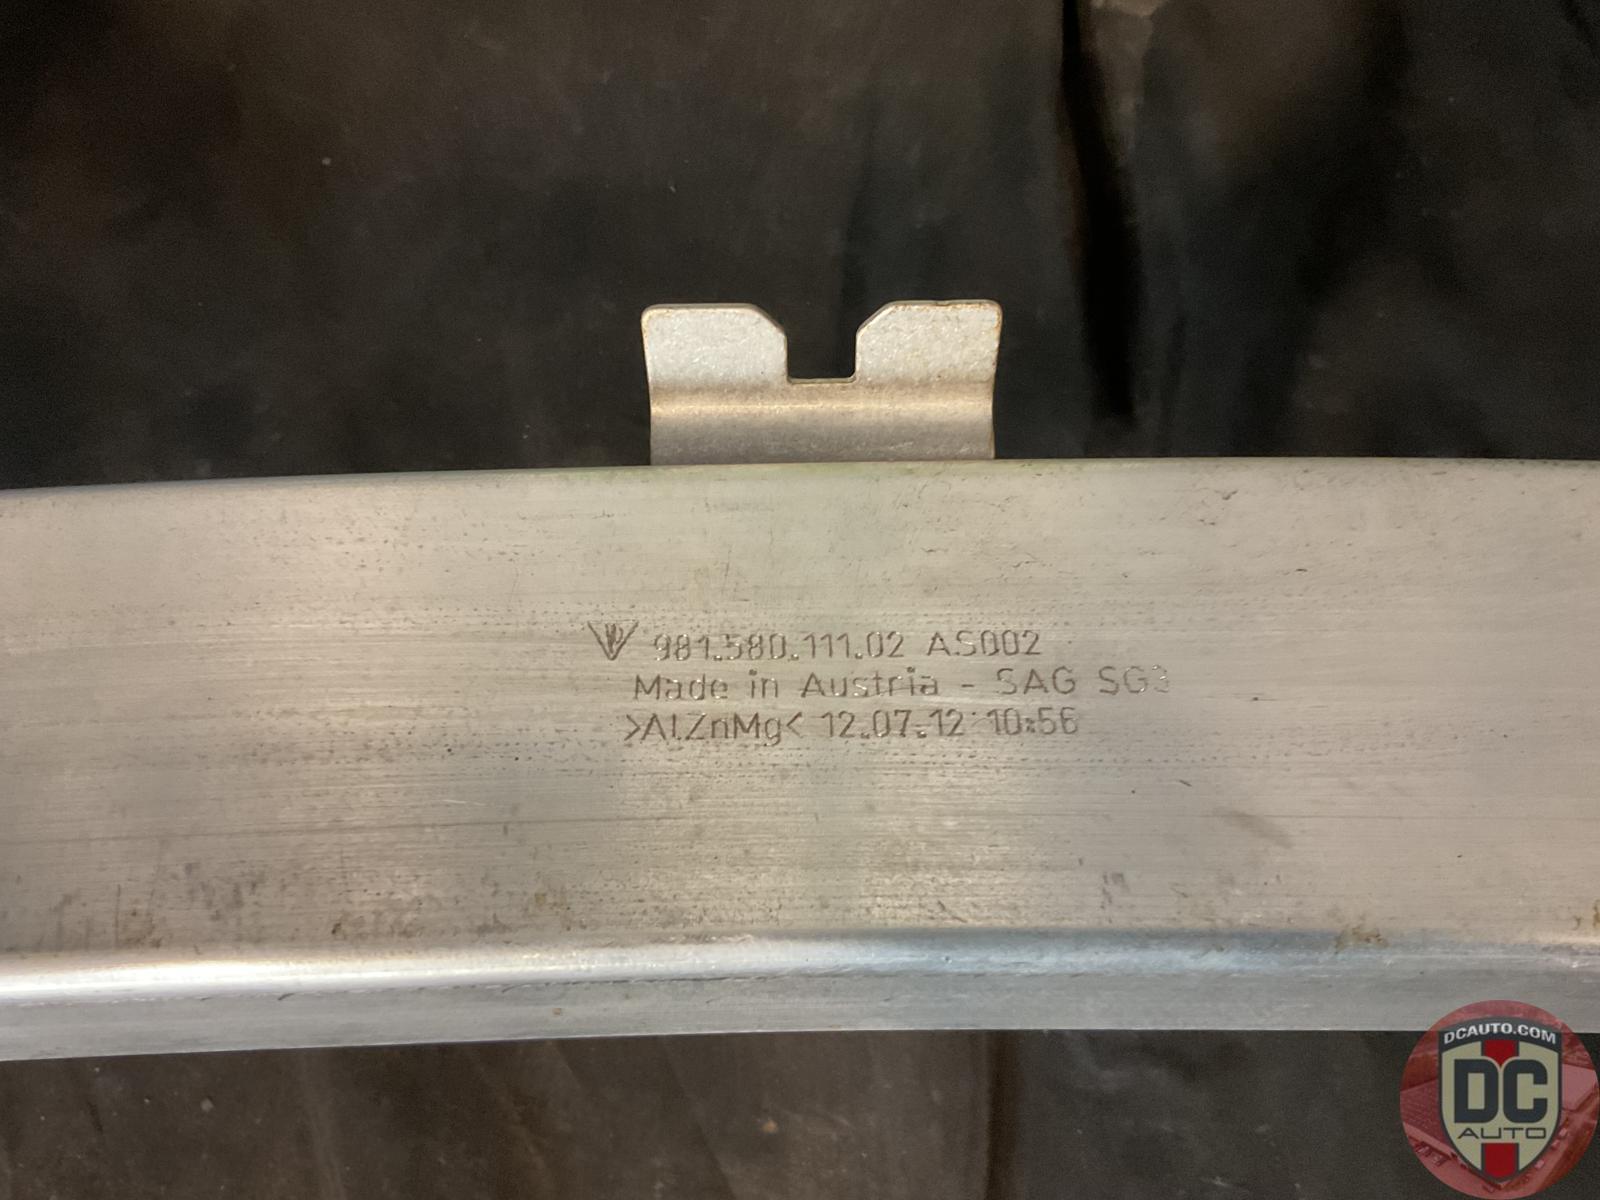 981.580.111.02 AS002
Made in Austria - SAG SG3
>AlZnMg< 12.07.12 10:56
DCAUTO.COM
DC
AUTO